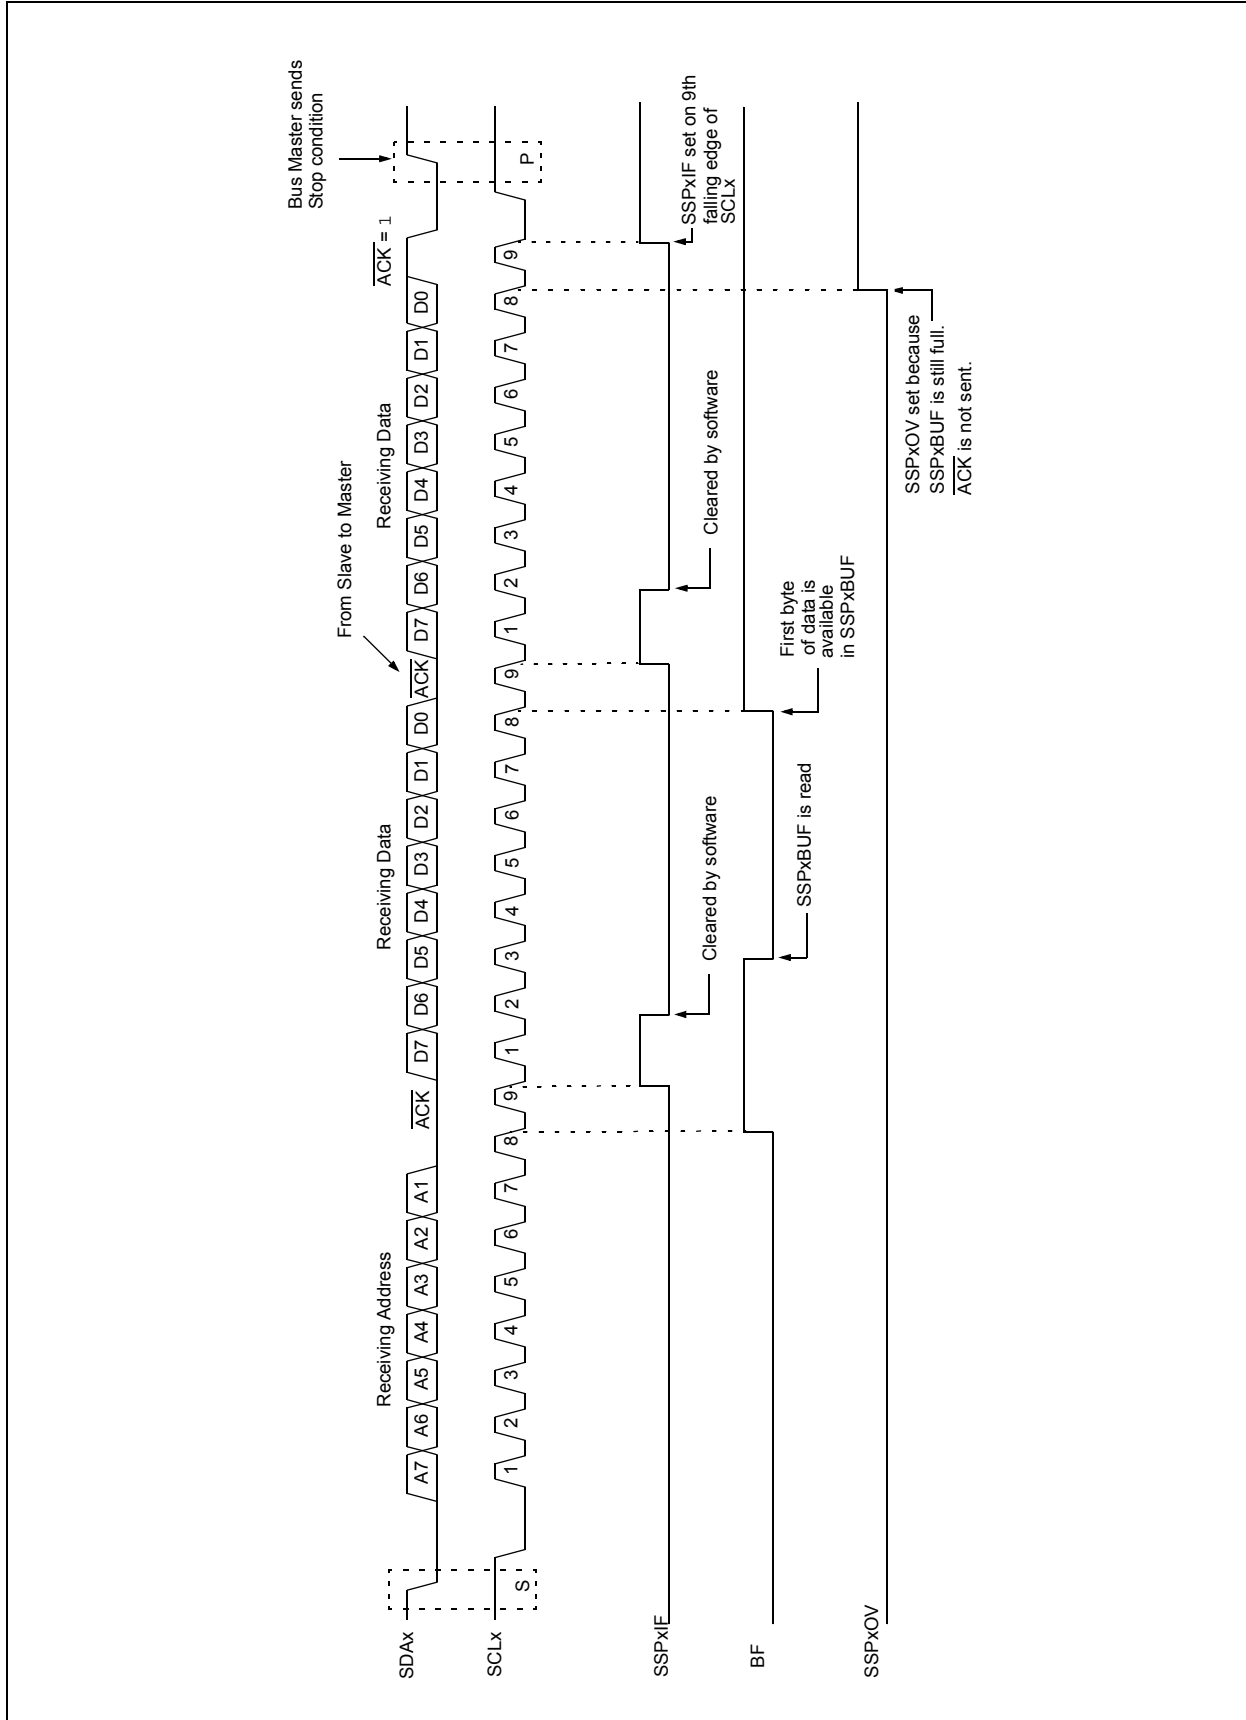 Bus Master sends
Stop condition
From Slave to Master
Receiving Address
Receiving Data
Receiving Data
ACK = 1
SDAx
A7 A6 A5 A4 A3 A2 A1
ACK
D7 D6 D5 D4 D3 D2 D1 D0
ACK
D7 D6 D5 D4 D3 D2 D1 D0
SCLx
S
1 2 3 4 5 6 7 8 9
1 2 3 4 5 6 7 8 9
1 2 3 4 5 6 7 8 9
P
SSPxIF
Cleared by software
Cleared by software
SSPxIF set on 9th
falling edge of
SCLx
BF
SSPxBUF is read
First byte
of data is
available
in SSPxBUF
SSPxOV
SSPxOV set because
SSPxBUF is still full.
ACK is not sent.